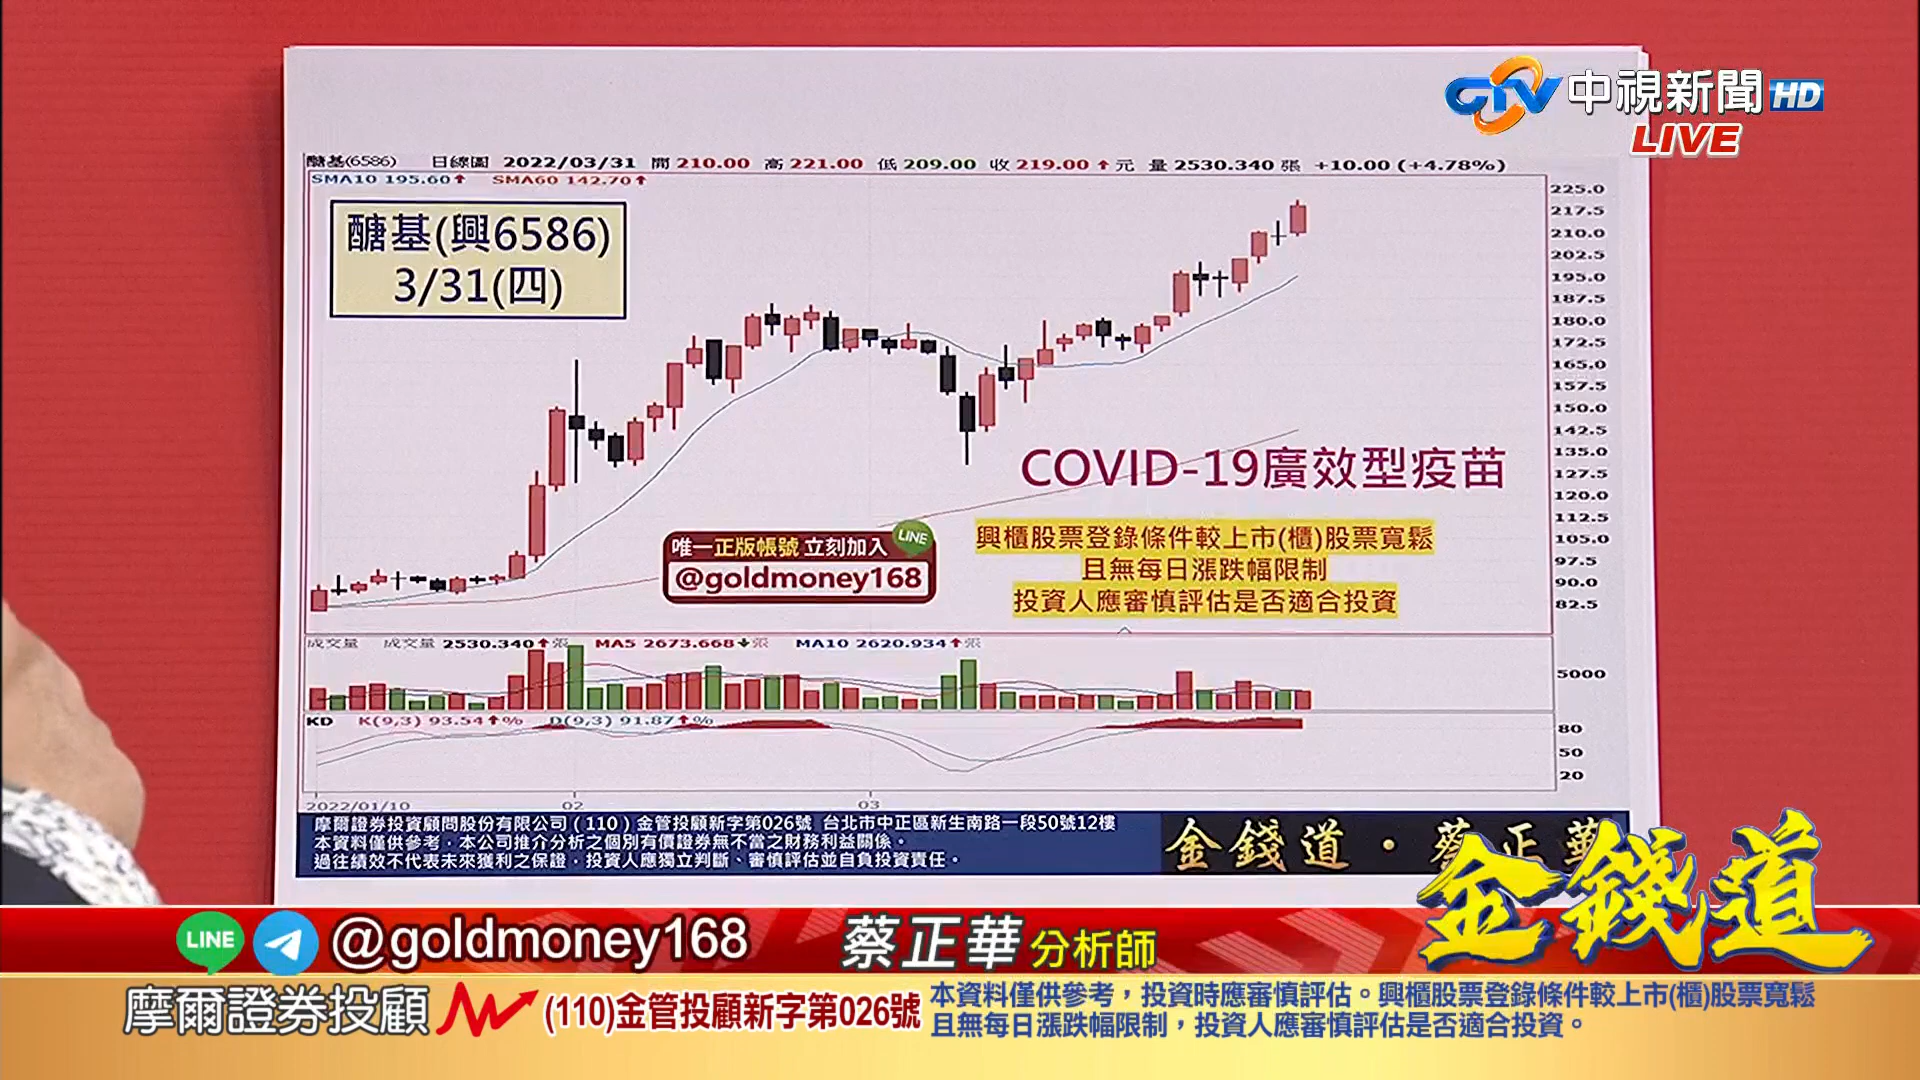 CTV 中視新聞 HD
LIVE
醣基(6586) 日線圖 2022/03/31 開 210.00 高 221.00 低 209.00 收 219.00 ↑ 元 量 2530.340 張 +10.00 (+4.78%)
SMA10 195.60↑ SMA60 142.70↑
醣基(興6586)
3/31(四)
225.0
217.5
210.0
202.5
195.0
187.5
180.0
172.5
165.0
157.5
150.0
142.5
135.0
127.5
120.0
112.5
105.0
97.5
90.0
82.5
COVID-19廣效型疫苗
唯一正版帳號 立刻加入 LINE
@goldmoney168
興櫃股票登錄條件較上市(櫃)股票寬鬆
且無每日漲跌幅限制
投資人應審慎評估是否適合投資
成交量 成交量 2530.340↑張 MA5 2673.668↓張 MA10 2620.934↑張
5000
KD K(9,3) 93.54↑% D(9,3) 91.87↑%
80
50
20
2022/01/10 02 03
摩爾證券投資顧問股份有限公司(110)金管投顧新字第026號 台北市中正區新生南路一段50號12樓
本資料僅供參考，本公司推介分析之個別有價證券無不當之財務利益關係。
過往績效不代表未來獲利之保證，投資人應獨立判斷、審慎評估並自負投資責任。
金錢道・蔡正華
金錢道
LINE @goldmoney168 蔡正華 分析師
摩爾證券投顧 (110)金管投顧新字第026號
本資料僅供參考，投資時應審慎評估。興櫃股票登錄條件較上市(櫃)股票寬鬆
且無每日漲跌幅限制，投資人應審慎評估是否適合投資。